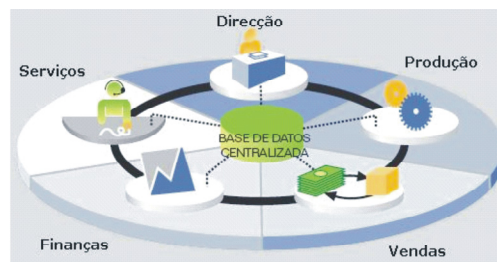 Direcção
Serviços
Produção
BASE DE DATOS
CENTRALIZADA
Finanças
Vendas